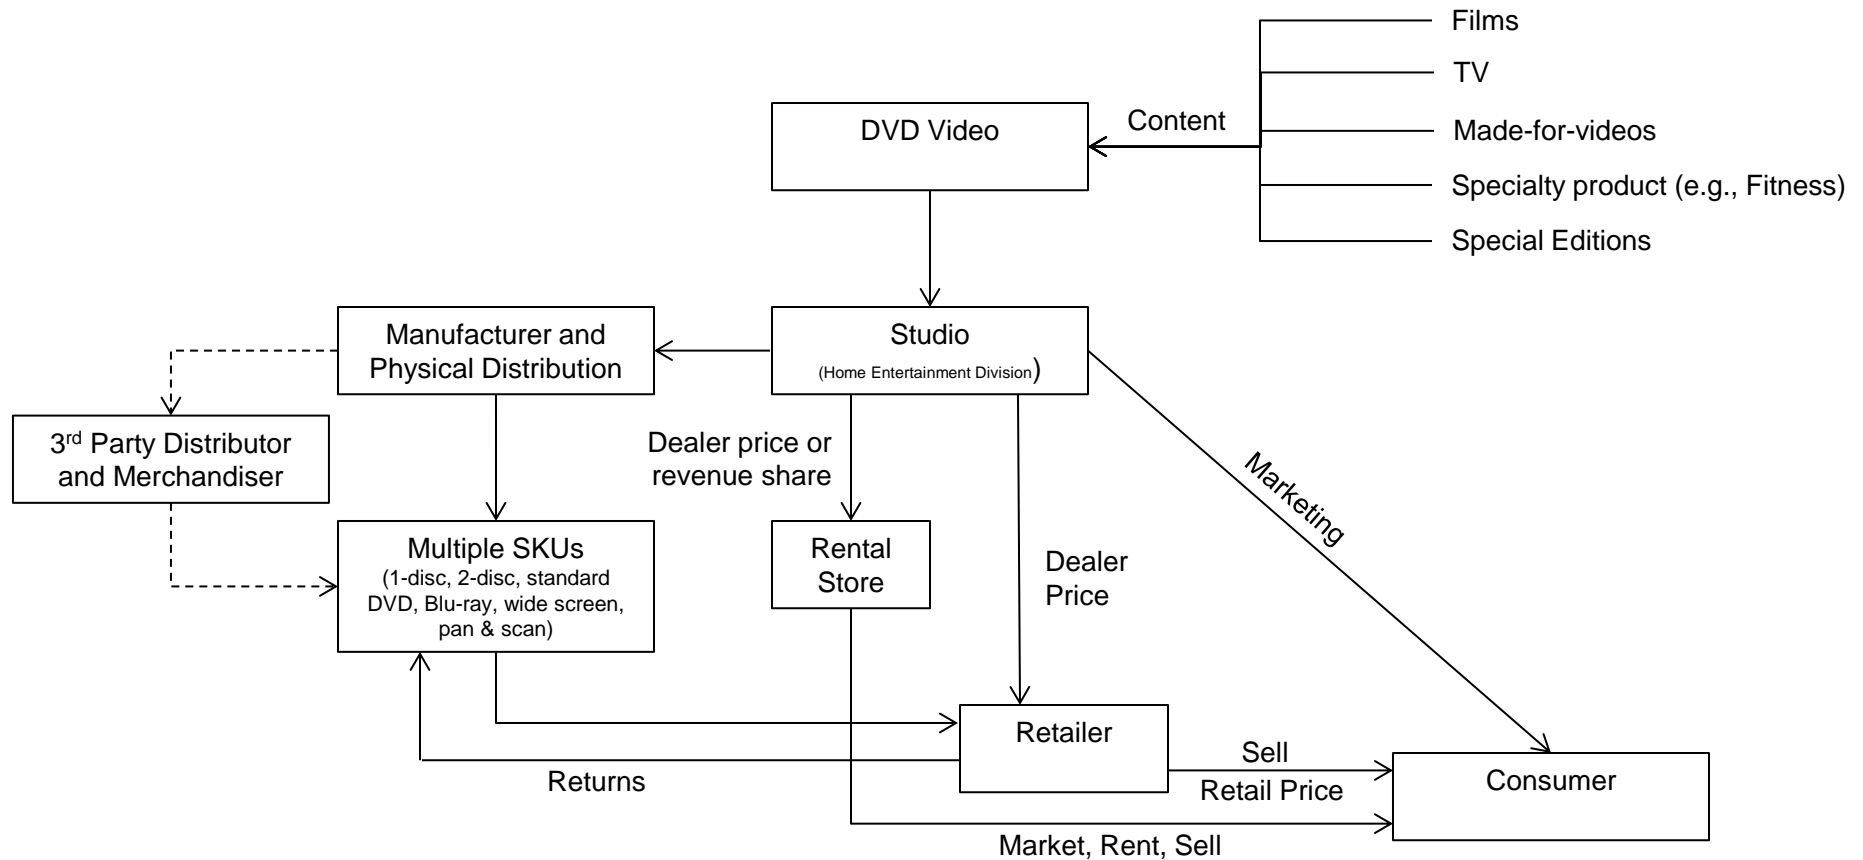 Films
TV
Content
DVD Video
Made-for-videos
Specialty product (e.g., Fitness)
Special Editions
Manufacturer and
Physical Distribution
Studio
(Home Entertainment Division)
3rd Party Distributor
and Merchandiser
Dealer price or
revenue share
Marketing
Multiple SKUs
(1-disc, 2-disc, standard
DVD, Blu-ray, wide screen,
pan & scan)
Rental
Store
Dealer
Price
Retailer
Sell
Retail Price
Consumer
Returns
Market, Rent, Sell